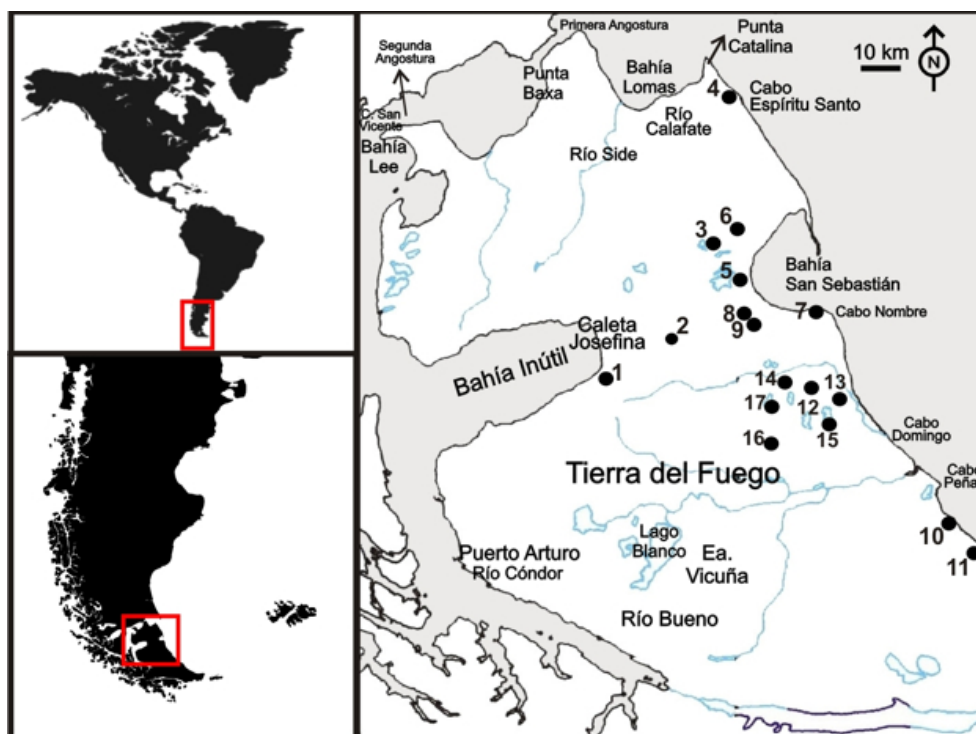 Primera Angostura
Segunda
Angostura
Punta
Catalina
10 km
N
Punta
Baxa
Bahía
Lomas
4
Cabo
Espíritu Santo
C. San
Vicente
Río
Calafate
Bahía
Lee
Río Side
6
3
5
Bahía
San Sebastián
8
7
Cabo Nombre
9
2
Caleta
Josefina
Bahía Inútil
1
14
13
12
17
15
16
Cabo
Domingo
Tierra del Fuego
Cabo
Peña
10
11
Lago
Blanco
Ea.
Vicuña
Puerto Arturo
Río Cóndor
Río Bueno